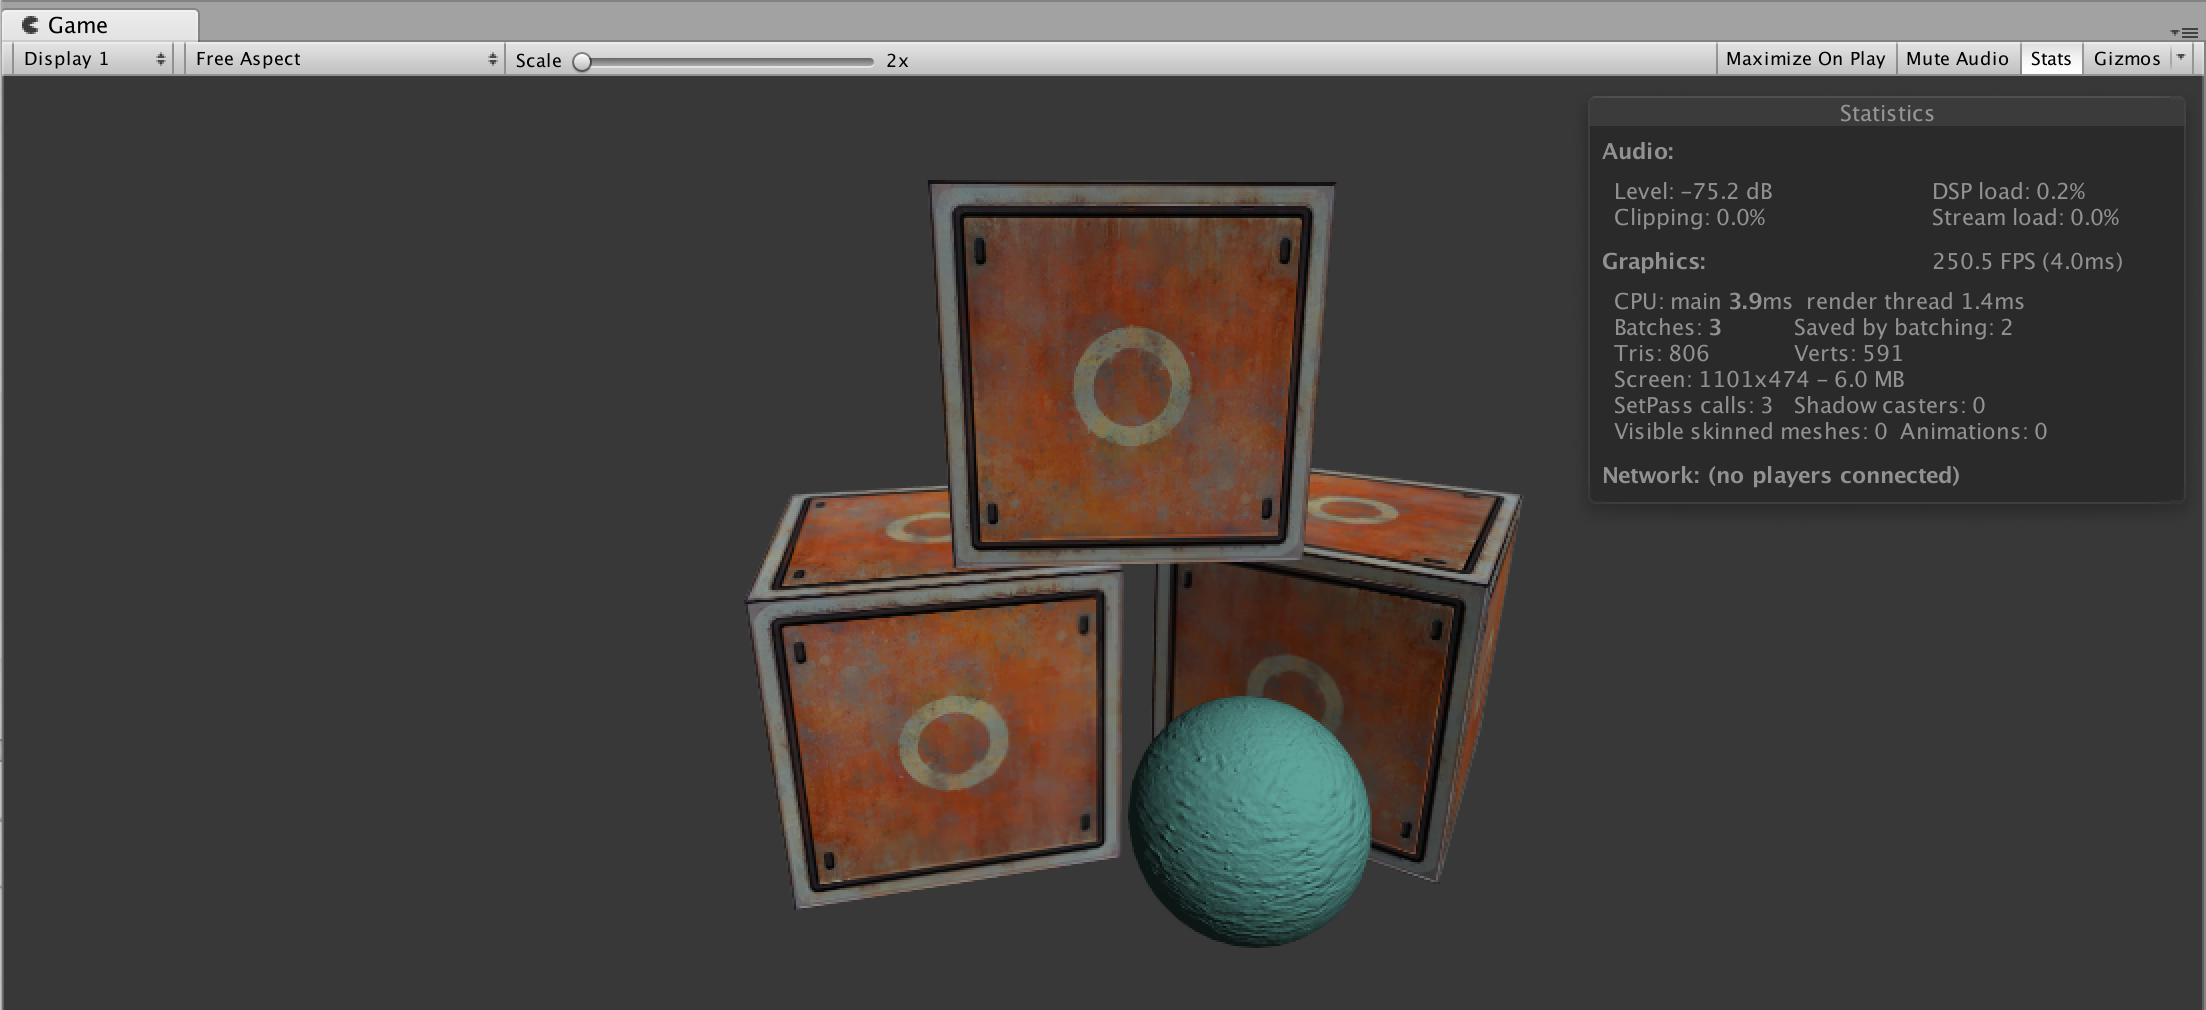 Game
Display 1 Free Aspect Scale 2x Maximize On Play Mute Audio Stats Gizmos
Statistics
Audio:
Level: -75.2 dB DSP load: 0.2%
Clipping: 0.0% Stream load: 0.0%
Graphics: 250.5 FPS (4.0ms)
CPU: main 3.9ms render thread 1.4ms
Batches: 3 Saved by batching: 2
Tris: 806 Verts: 591
Screen: 1101x474 - 6.0 MB
SetPass calls: 3 Shadow casters: 0
Visible skinned meshes: 0 Animations: 0
Network: (no players connected)